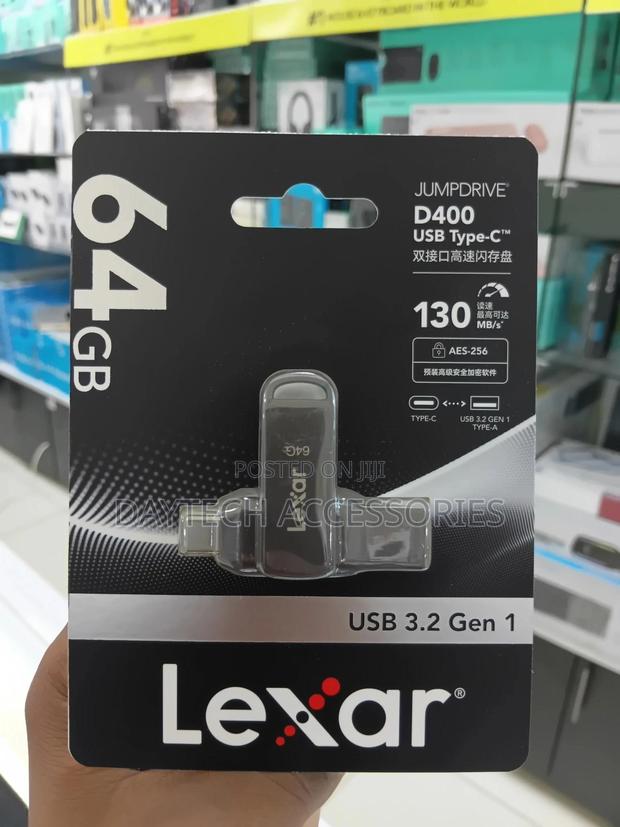 64GB
JUMPDRIVE®
D400
USB Type-C™
双接口高速闪存盘
130
读速
最高可达
MB/s*
AES-256
预装高级安全加密软件
TYPE-C
USB 3.2 GEN 1
TYPE-A
64G
Lexar
POSTED ON JIJI
DAYTECH ACCESSORIES
USB 3.2 Gen 1
Lexar®